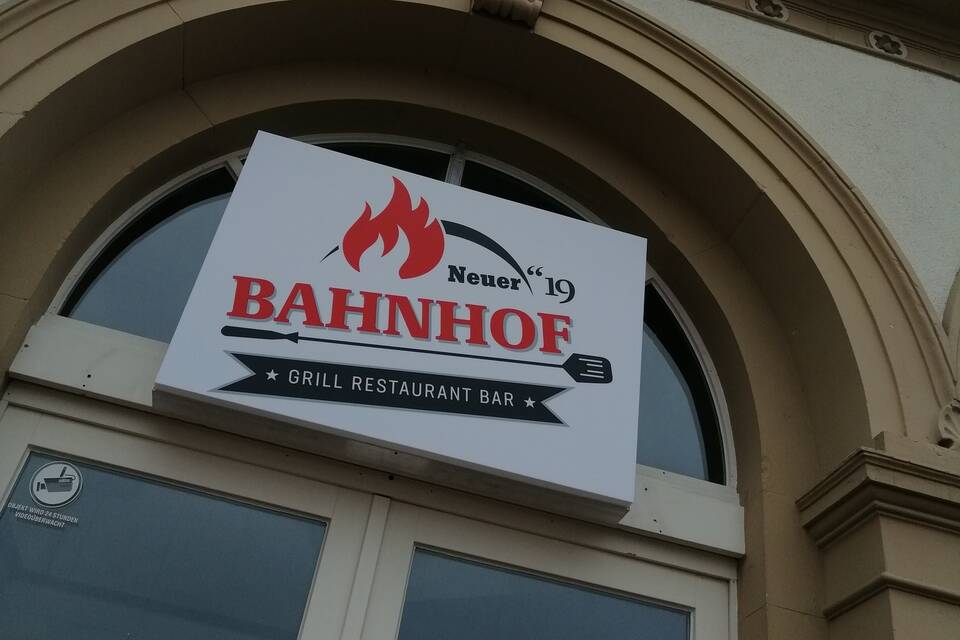 Neuer “19
BAHNHOF
★ GRILL RESTAURANT BAR ★
OBJEKT WIRD 24 STUNDEN
VIDEOÜBERWACHT